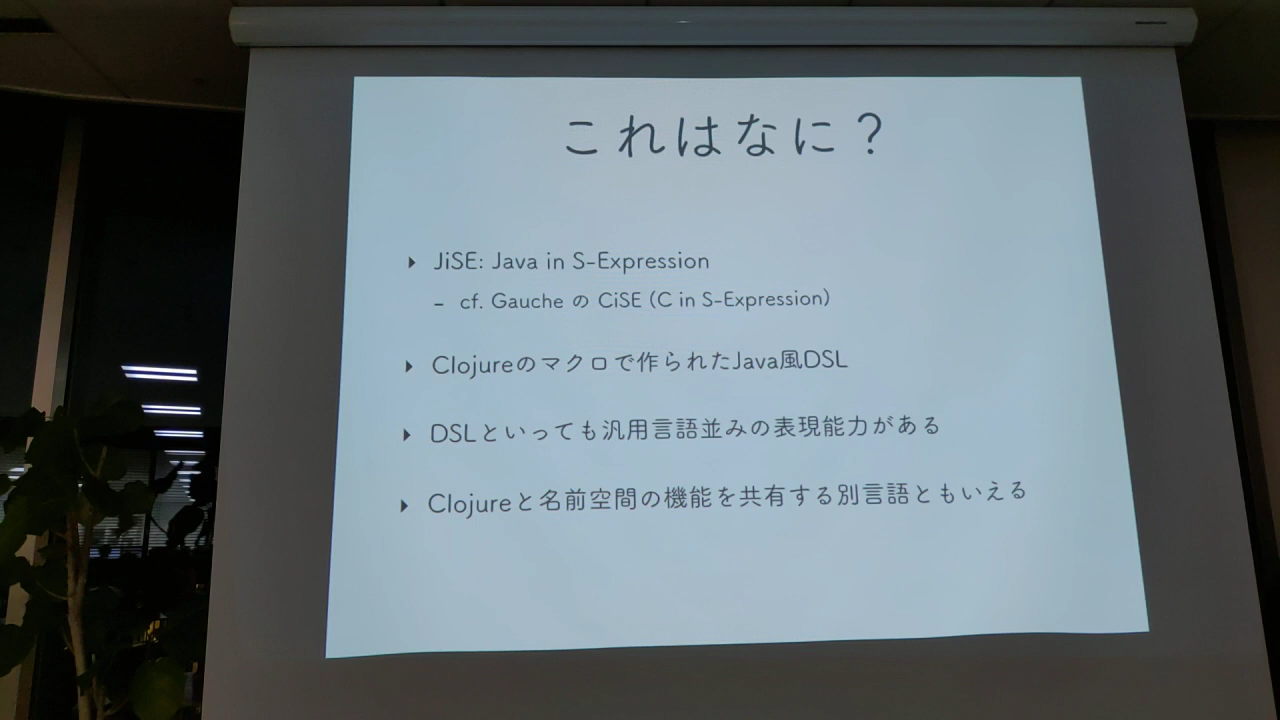 これはなに？
▸ JiSE: Java in S-Expression
– cf. Gauche の CiSE (C in S-Expression)
▸ Clojureのマクロで作られたJava風DSL
▸ DSLといっても汎用言語並みの表現能力がある
▸ Clojureと名前空間の機能を共有する別言語ともいえる